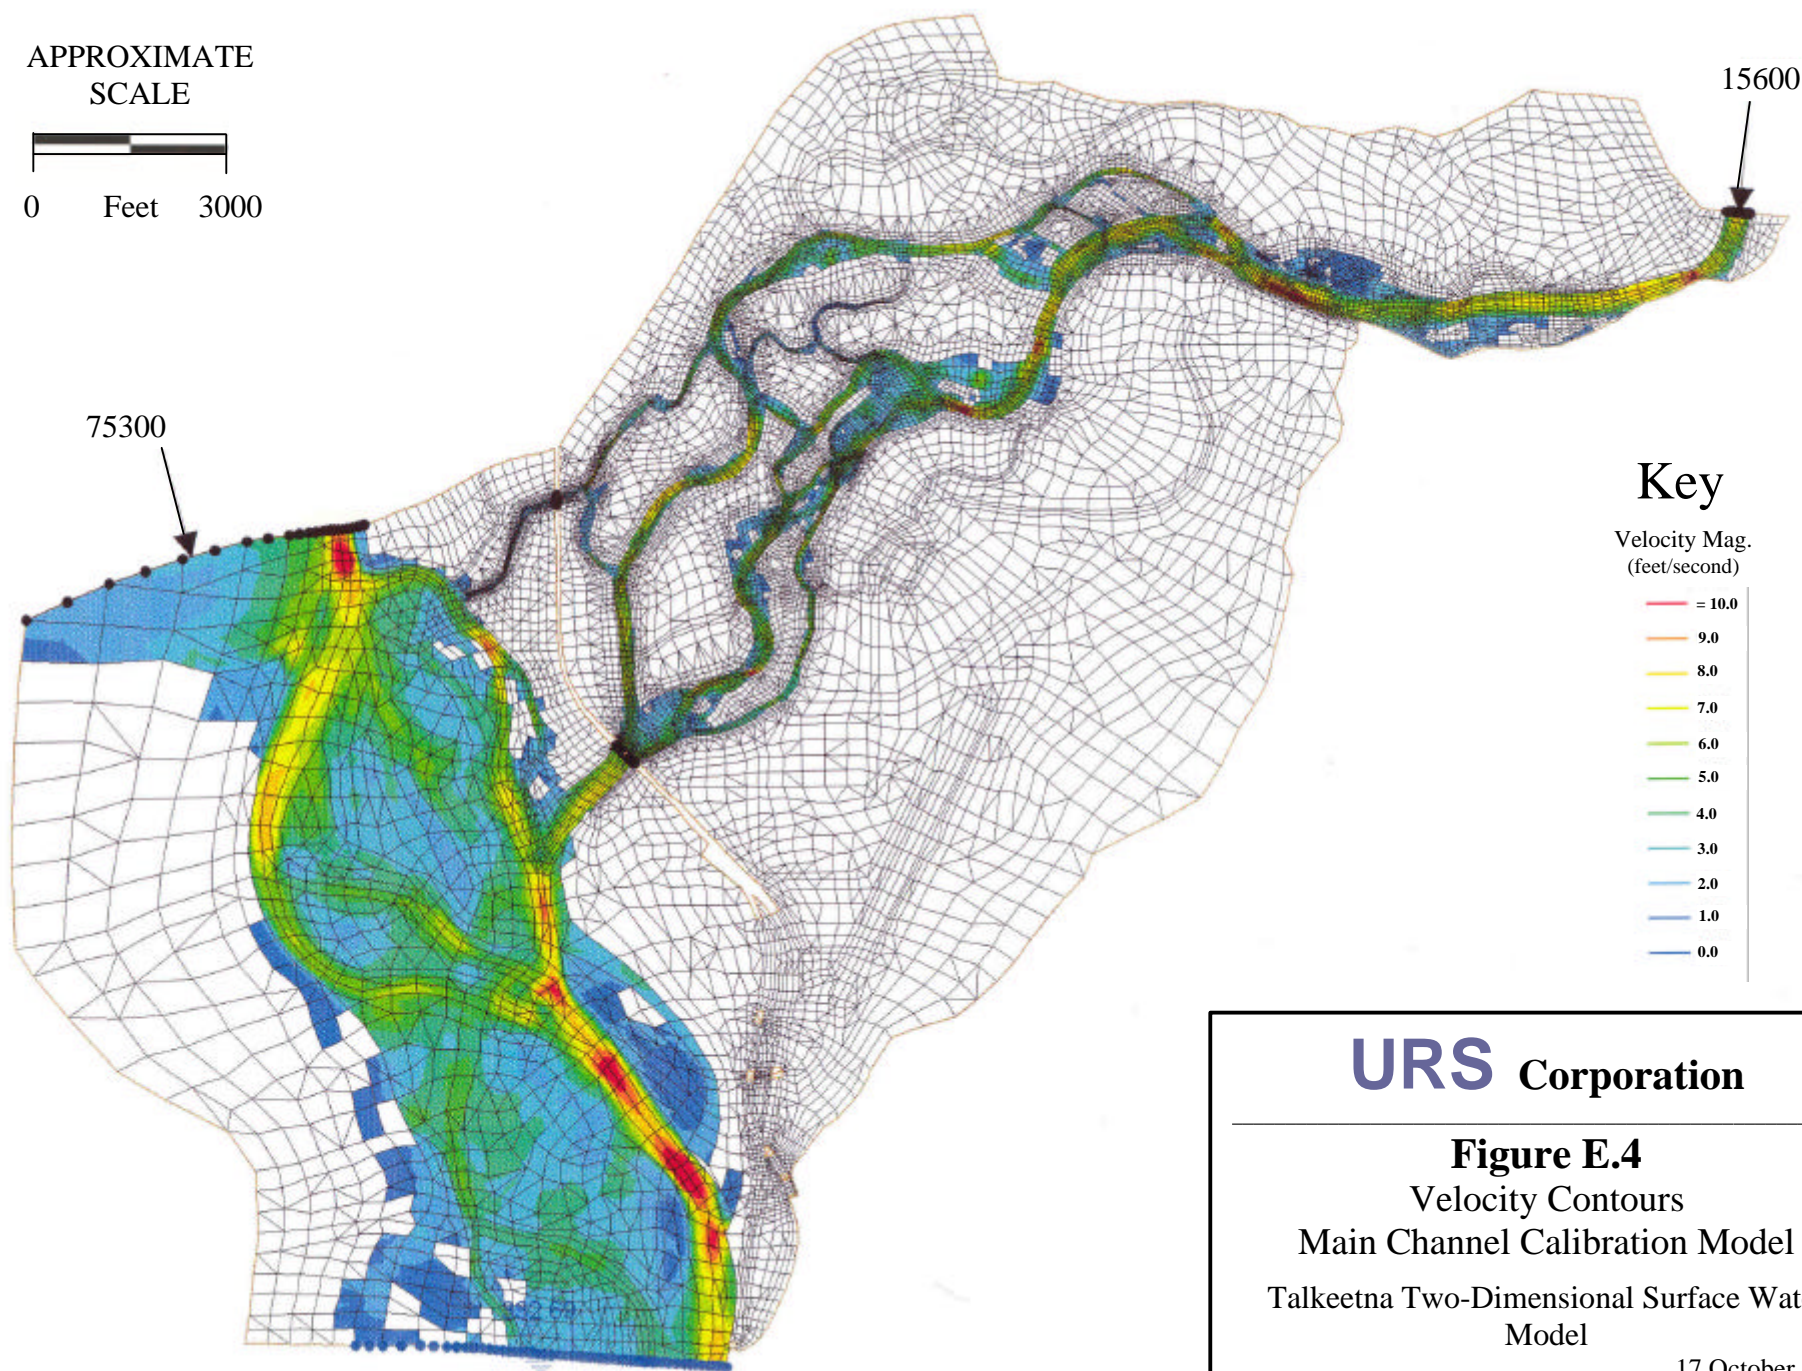 APPROXIMATE
SCALE
0 Feet 3000
15600
75300
Key
Velocity Mag.
(feet/second)
= 10.0
9.0
8.0
7.0
6.0
5.0
4.0
3.0
2.0
1.0
0.0
URS Corporation
Figure E.4
Velocity Contours
Main Channel Calibration Model
Talkeetna Two-Dimensional Surface Wat
Model
17 October